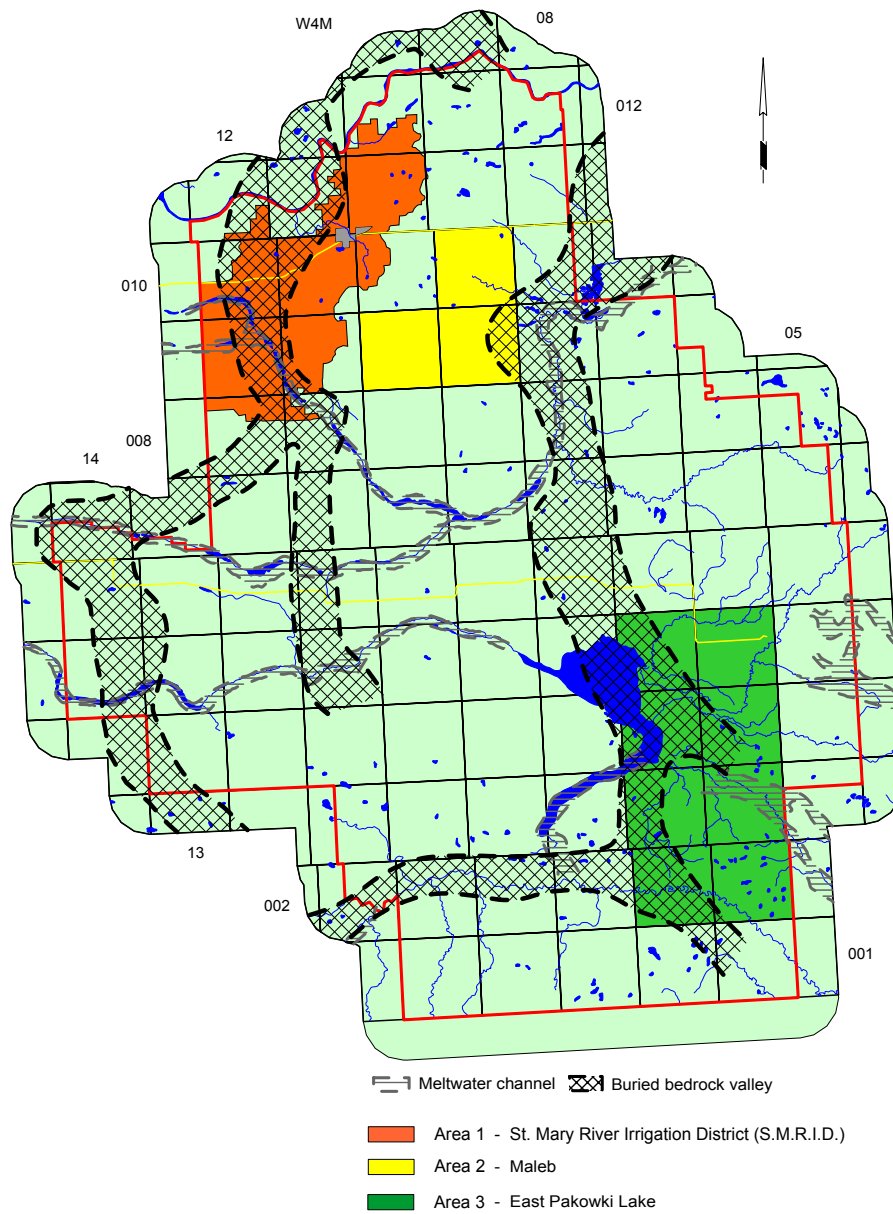 W4M
08
012
12
010
05
008
14
13
002
001
Meltwater channel
Buried bedrock valley
Area 1 - St. Mary River Irrigation District (S.M.R.I.D.)
Area 2 - Maleb
Area 3 - East Pakowki Lake